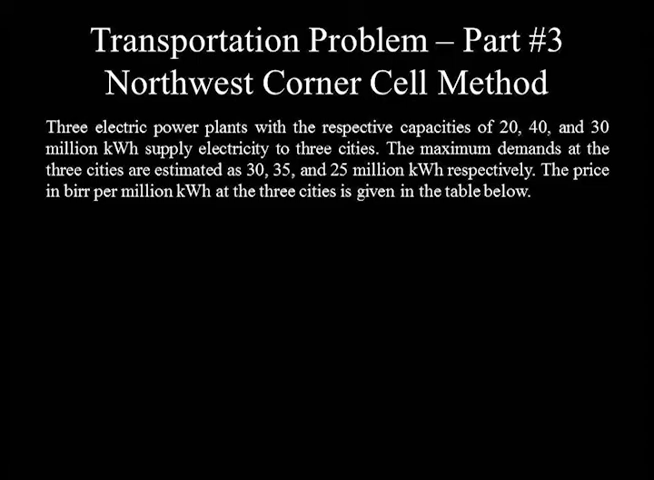 Transportation Problem – Part #3
Northwest Corner Cell Method
Three electric power plants with the respective capacities of 20, 40, and 30
million kWh supply electricity to three cities. The maximum demands at the
three cities are estimated as 30, 35, and 25 million kWh respectively. The price
in birr per million kWh at the three cities is given in the table below.